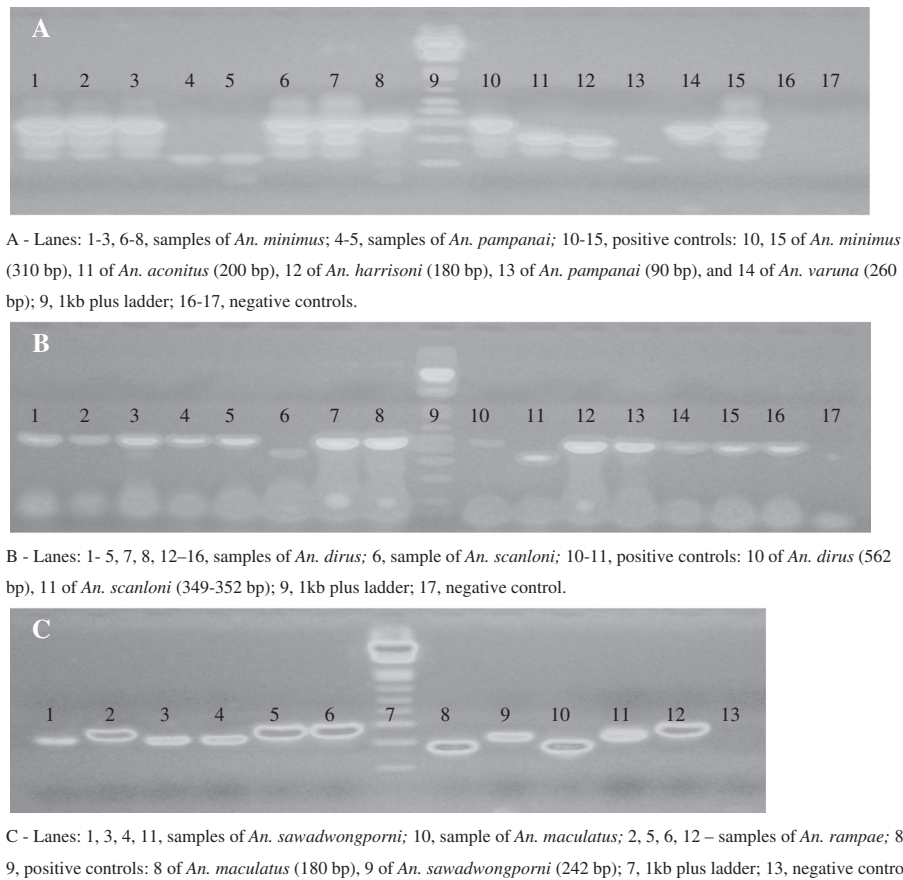 A
1 2 3 4 5 6 7 8 9 10 11 12 13 14 15 16 17
A - Lanes: 1-3, 6-8, samples of An. minimus; 4-5, samples of An. pampanai; 10-15, positive controls: 10, 15 of An. minimus
(310 bp), 11 of An. aconitus (200 bp), 12 of An. harrisoni (180 bp), 13 of An. pampanai (90 bp), and 14 of An. varuna (260
bp); 9, 1kb plus ladder; 16-17, negative controls.
B
1 2 3 4 5 6 7 8 9 10 11 12 13 14 15 16 17
B - Lanes: 1- 5, 7, 8, 12–16, samples of An. dirus; 6, sample of An. scanloni; 10-11, positive controls: 10 of An. dirus (562
bp), 11 of An. scanloni (349-352 bp); 9, 1kb plus ladder; 17, negative control.
C
1 2 3 4 5 6 7 8 9 10 11 12 13
C - Lanes: 1, 3, 4, 11, samples of An. sawadwongporni; 10, sample of An. maculatus; 2, 5, 6, 12 – samples of An. rampae; 8
9, positive controls: 8 of An. maculatus (180 bp), 9 of An. sawadwongporni (242 bp); 7, 1kb plus ladder; 13, negative contro